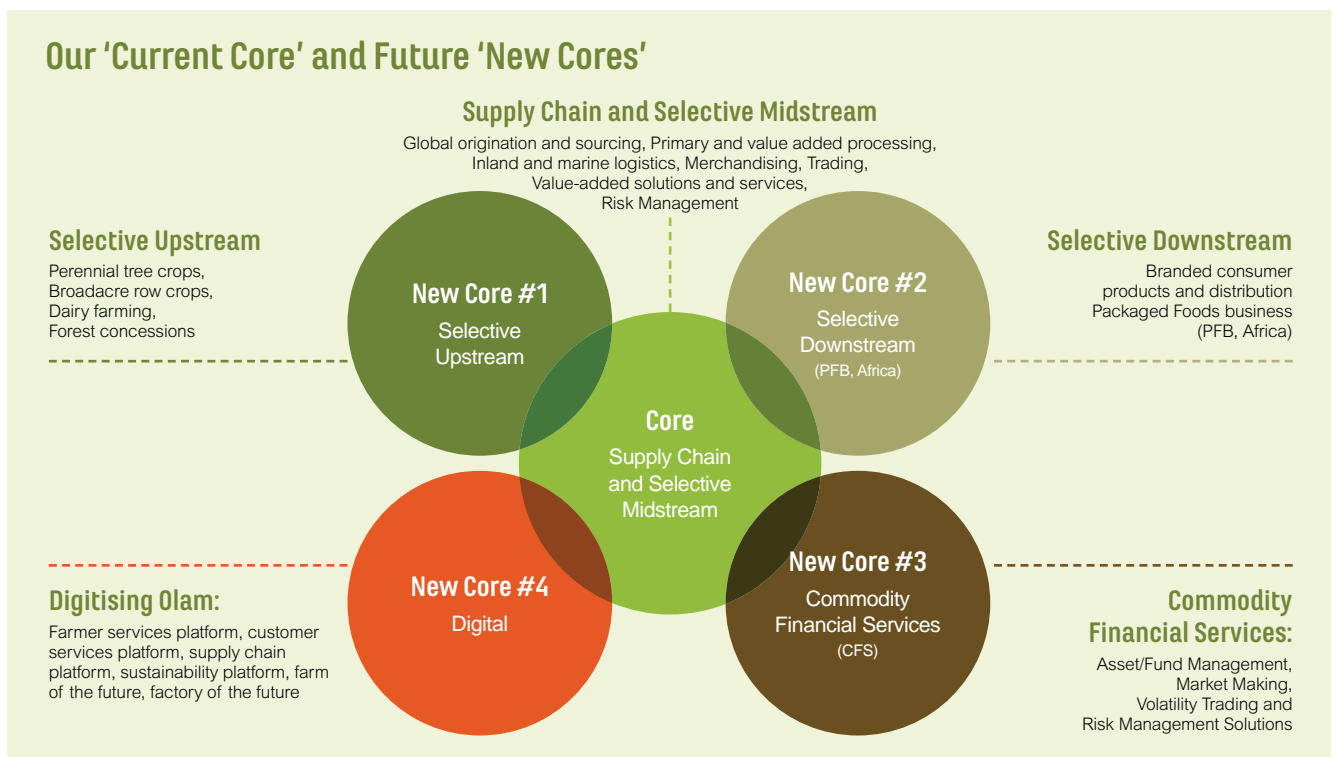 Our ‘Current Core’ and Future ‘New Cores’
Supply Chain and Selective Midstream
Global origination and sourcing, Primary and value added processing,
Inland and marine logistics, Merchandising, Trading,
Value-added solutions and services,
Risk Management
Selective Upstream
Perennial tree crops,
Broadacre row crops,
Dairy farming,
Forest concessions
New Core #1
Selective
Upstream
New Core #2
Selective
Downstream
(PFB, Africa)
Selective Downstream
Branded consumer
products and distribution
Packaged Foods business
(PFB, Africa)
Core
Supply Chain
and Selective
Midstream
New Core #4
Digital
New Core #3
Commodity
Financial Services
(CFS)
Digitising Olam:
Farmer services platform, customer
services platform, supply chain
platform, sustainability platform, farm
of the future, factory of the future
Commodity
Financial Services:
Asset/Fund Management,
Market Making,
Volatility Trading and
Risk Management Solutions